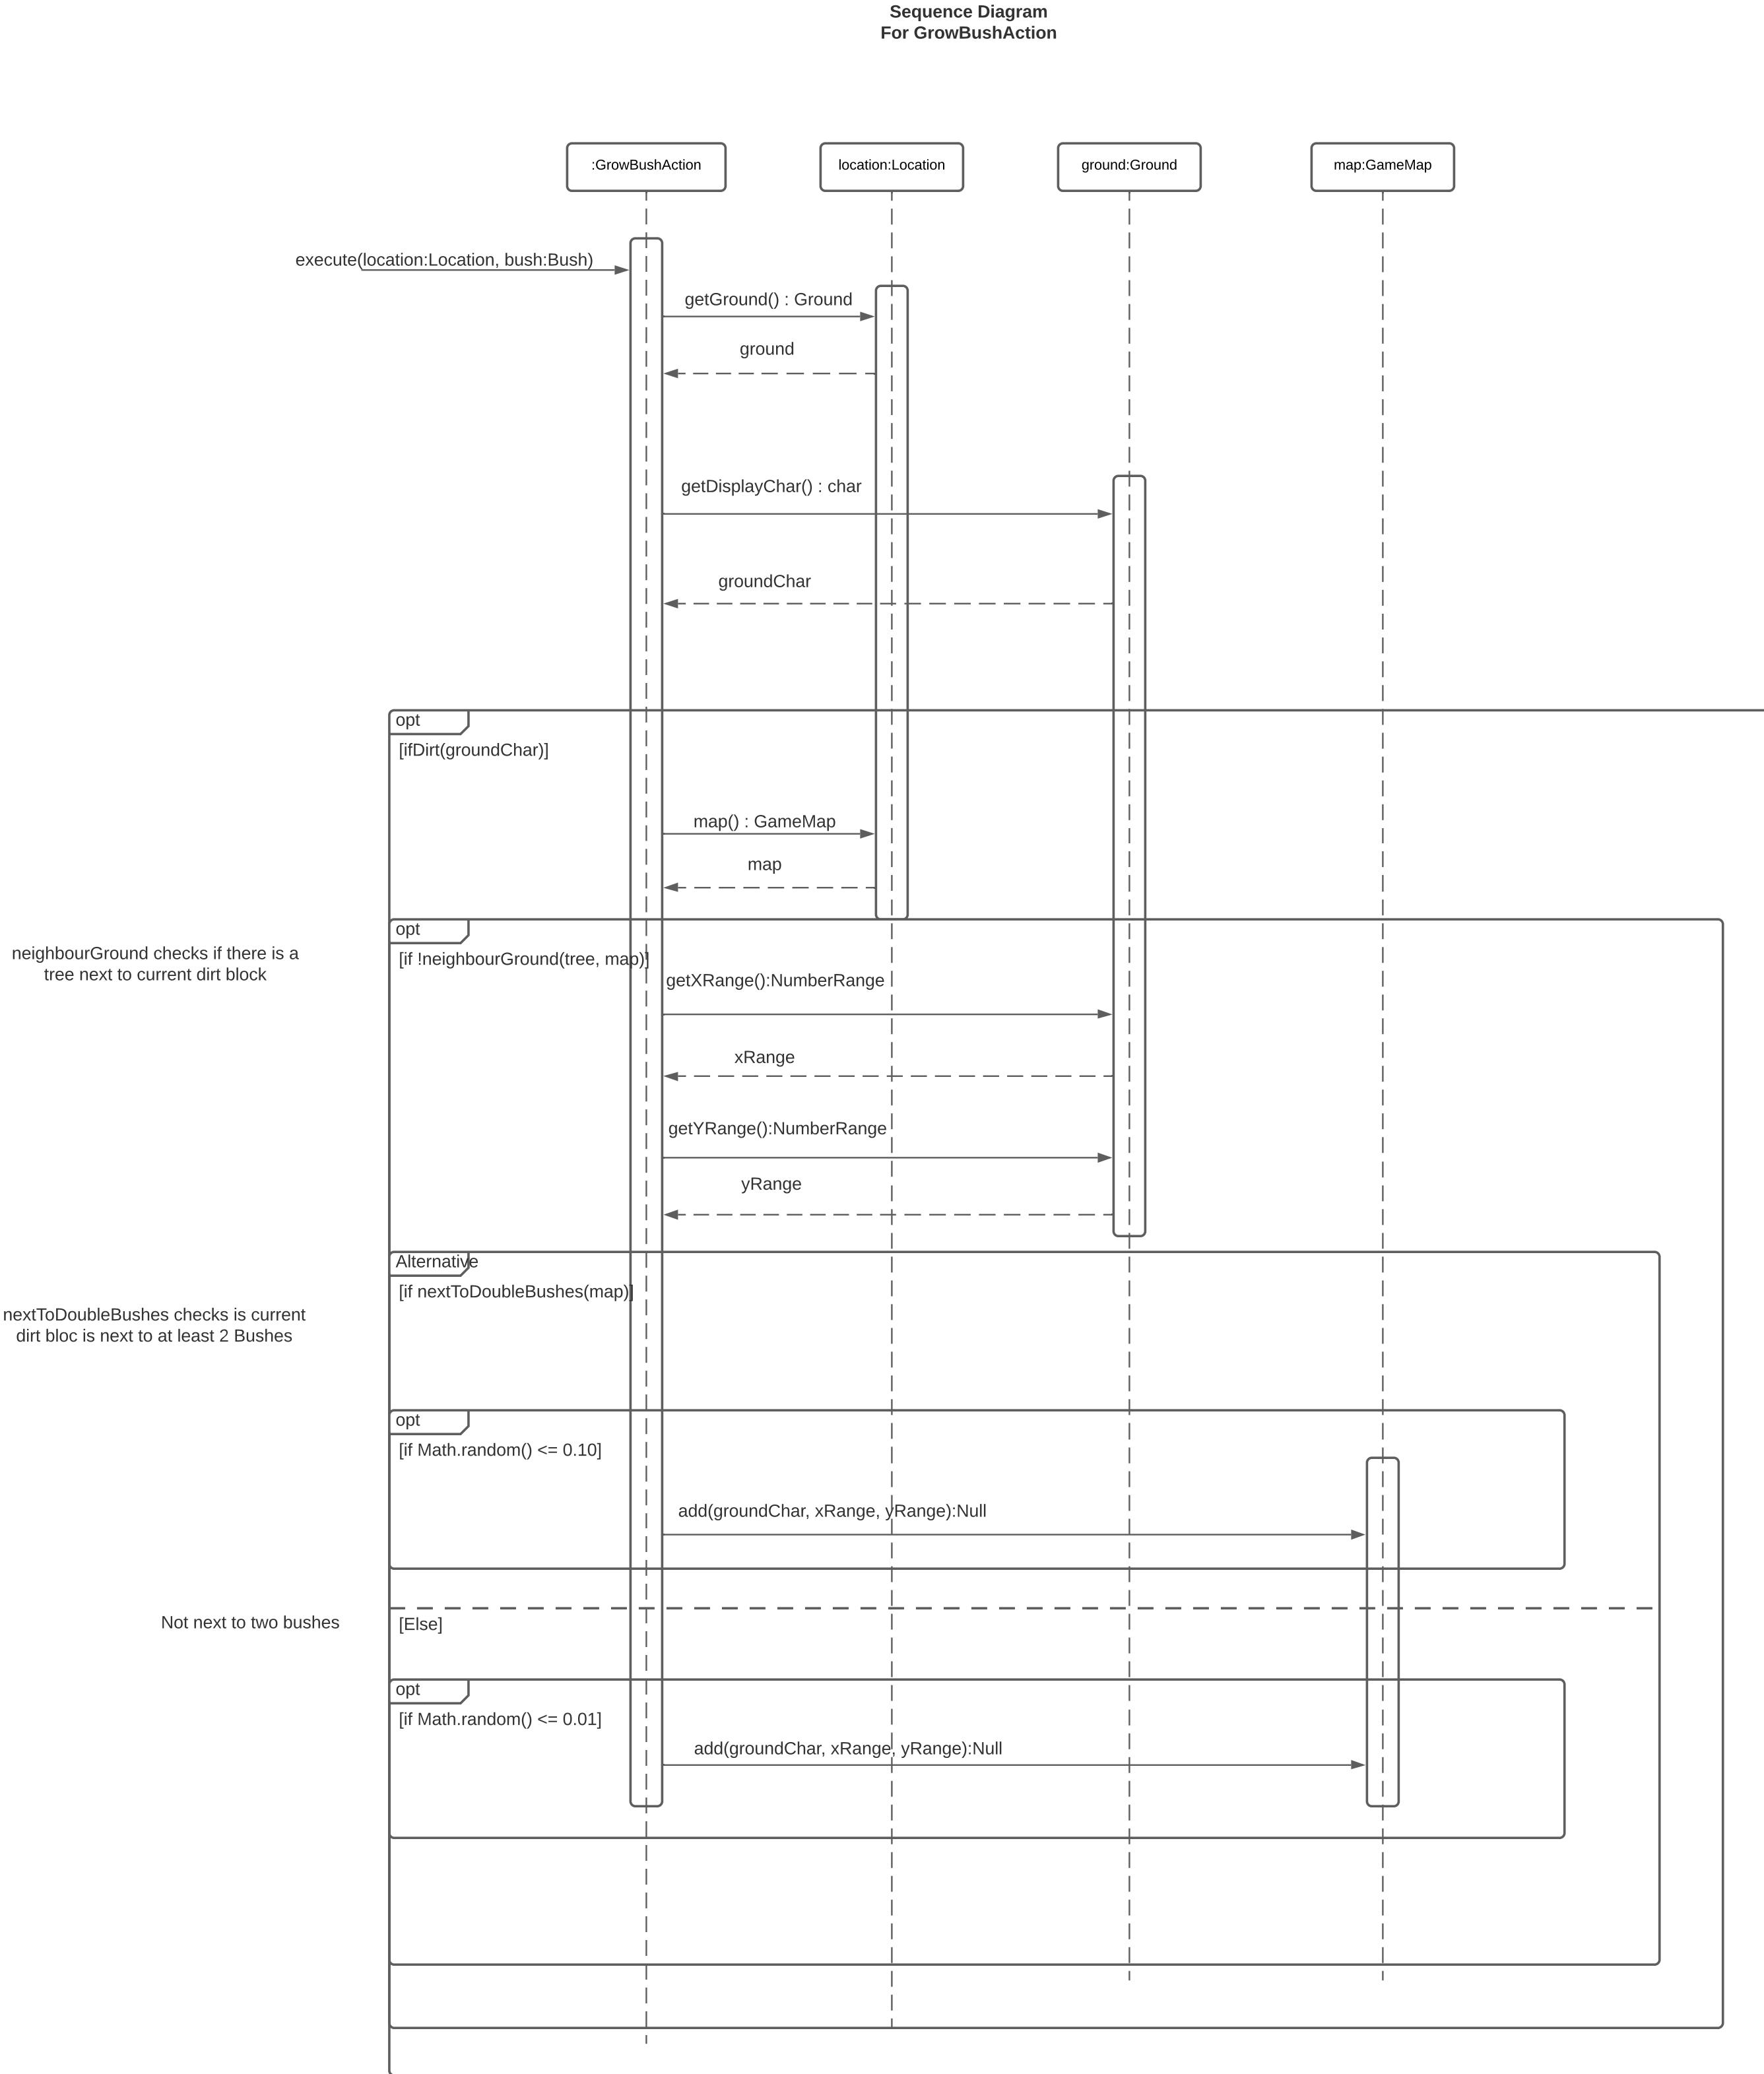 Sequence Diagram
For GrowBushAction
:GrowBushAction
location:Location
ground:Ground
map:GameMap
execute(location:Location, bush:Bush)
getGround() : Ground
ground
getDisplayChar() : char
groundChar
opt
[ifDirt(groundChar)]
map() : GameMap
map
opt
[if !neighbourGround(tree, map)]
neighbourGround checks if there is a
tree next to current dirt block
getXRange():NumberRange
xRange
getYRange():NumberRange
yRange
Alternative
[if nextToDoubleBushes(map)]
nextToDoubleBushes checks is current
dirt bloc is next to at least 2 Bushes
opt
[if Math.random() <= 0.10]
add(groundChar, xRange, yRange):Null
Not next to two bushes
[Else]
opt
[if Math.random() <= 0.01]
add(groundChar, xRange, yRange):Null